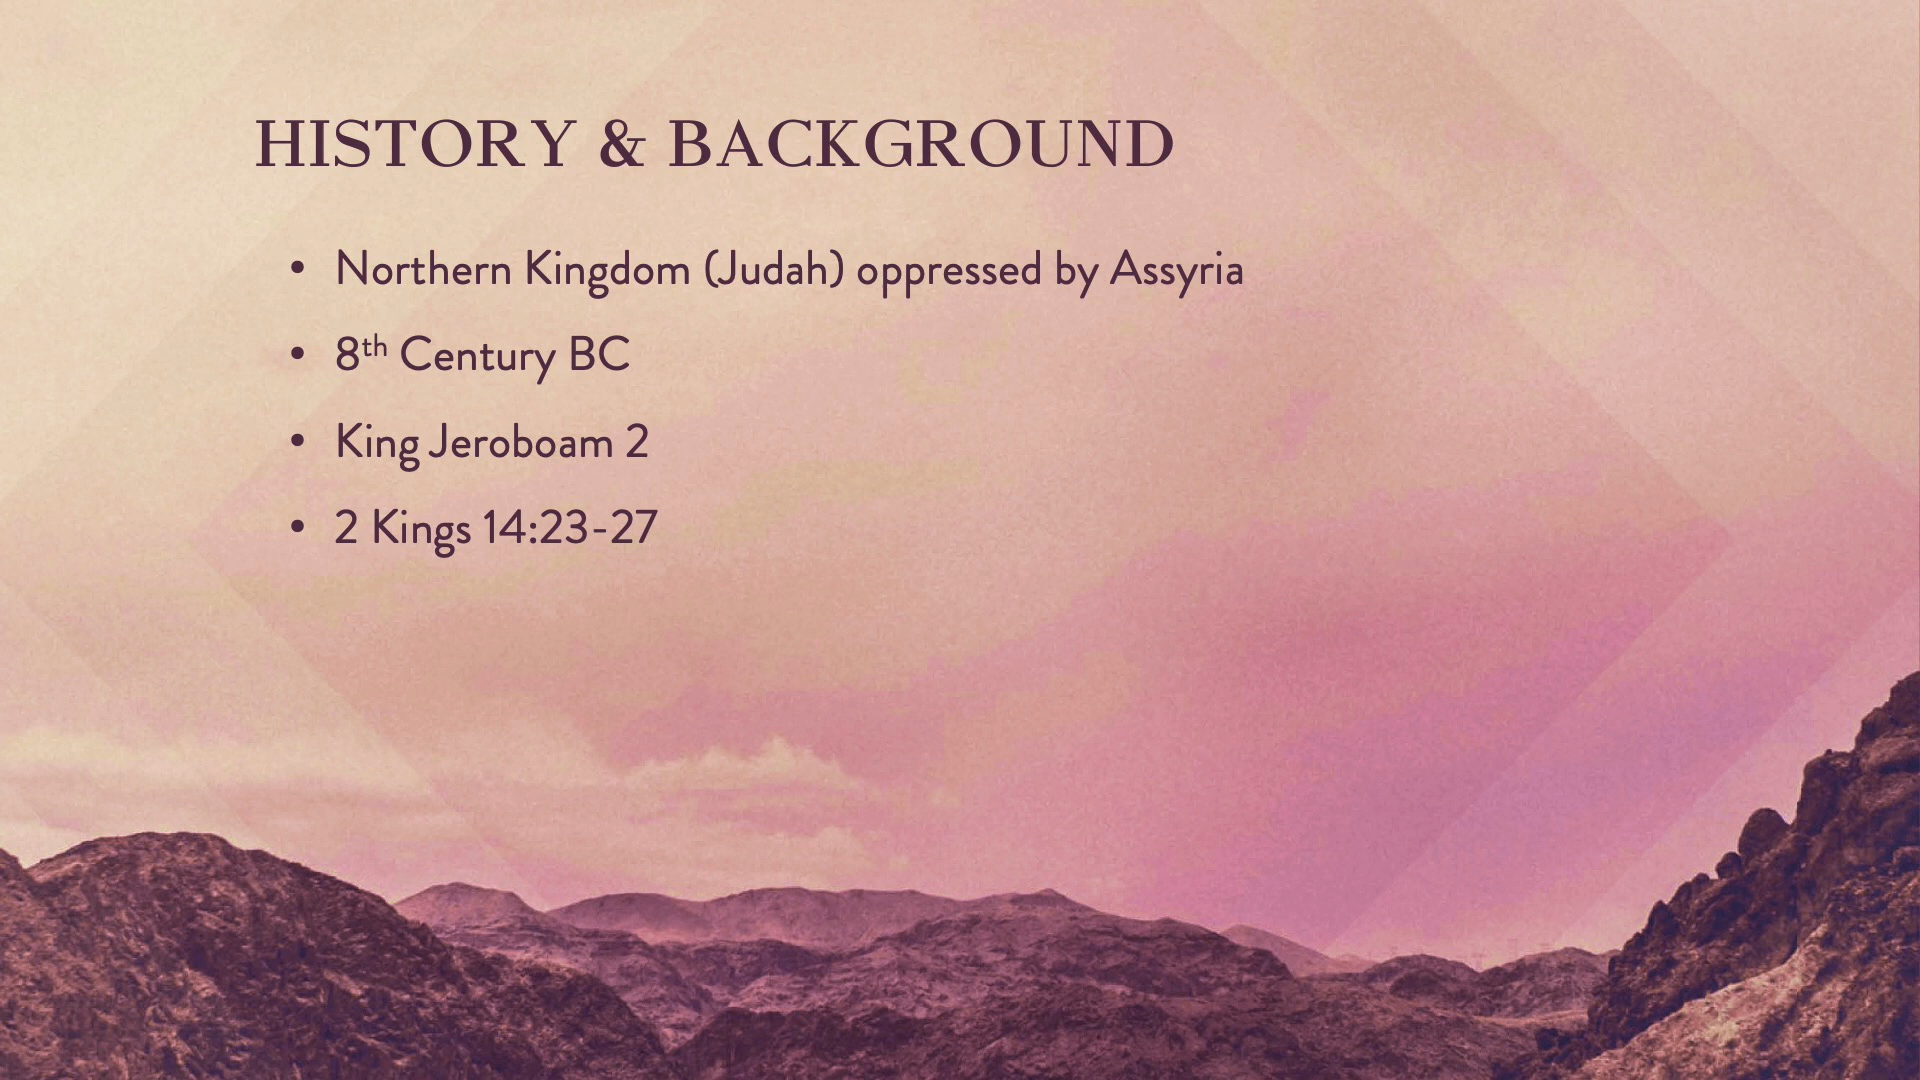 HISTORY & BACKGROUND
• Northern Kingdom (Judah) oppressed by Assyria
• 8th Century BC
• King Jeroboam 2
• 2 Kings 14:23-27